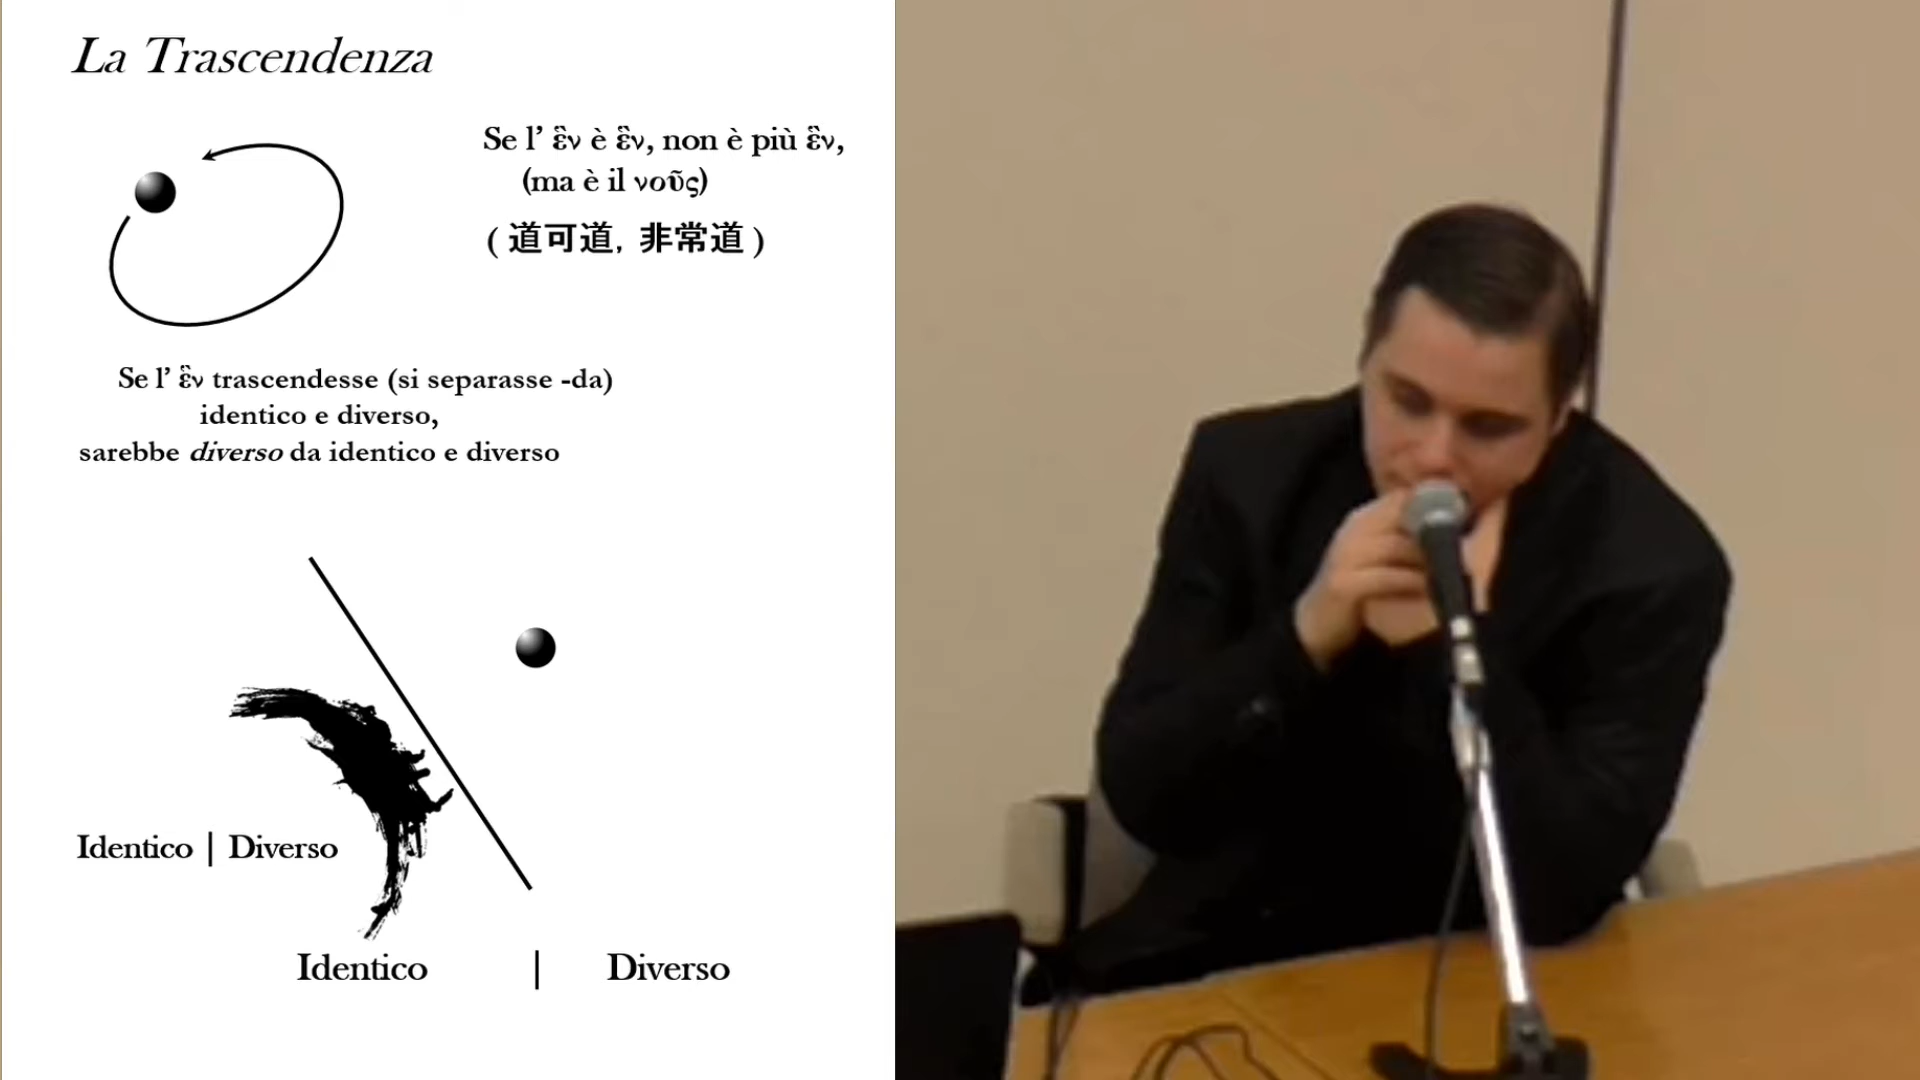 La Trascendenza
Se l’ ἓν è ἓν, non è più ἓν,
(ma è il νοῦς)
( 道可道, 非常道 )
Se l’ ἓν trascendesse (si separasse -da)
identico e diverso,
sarebbe diverso da identico e diverso
Identico | Diverso
Identico | Diverso